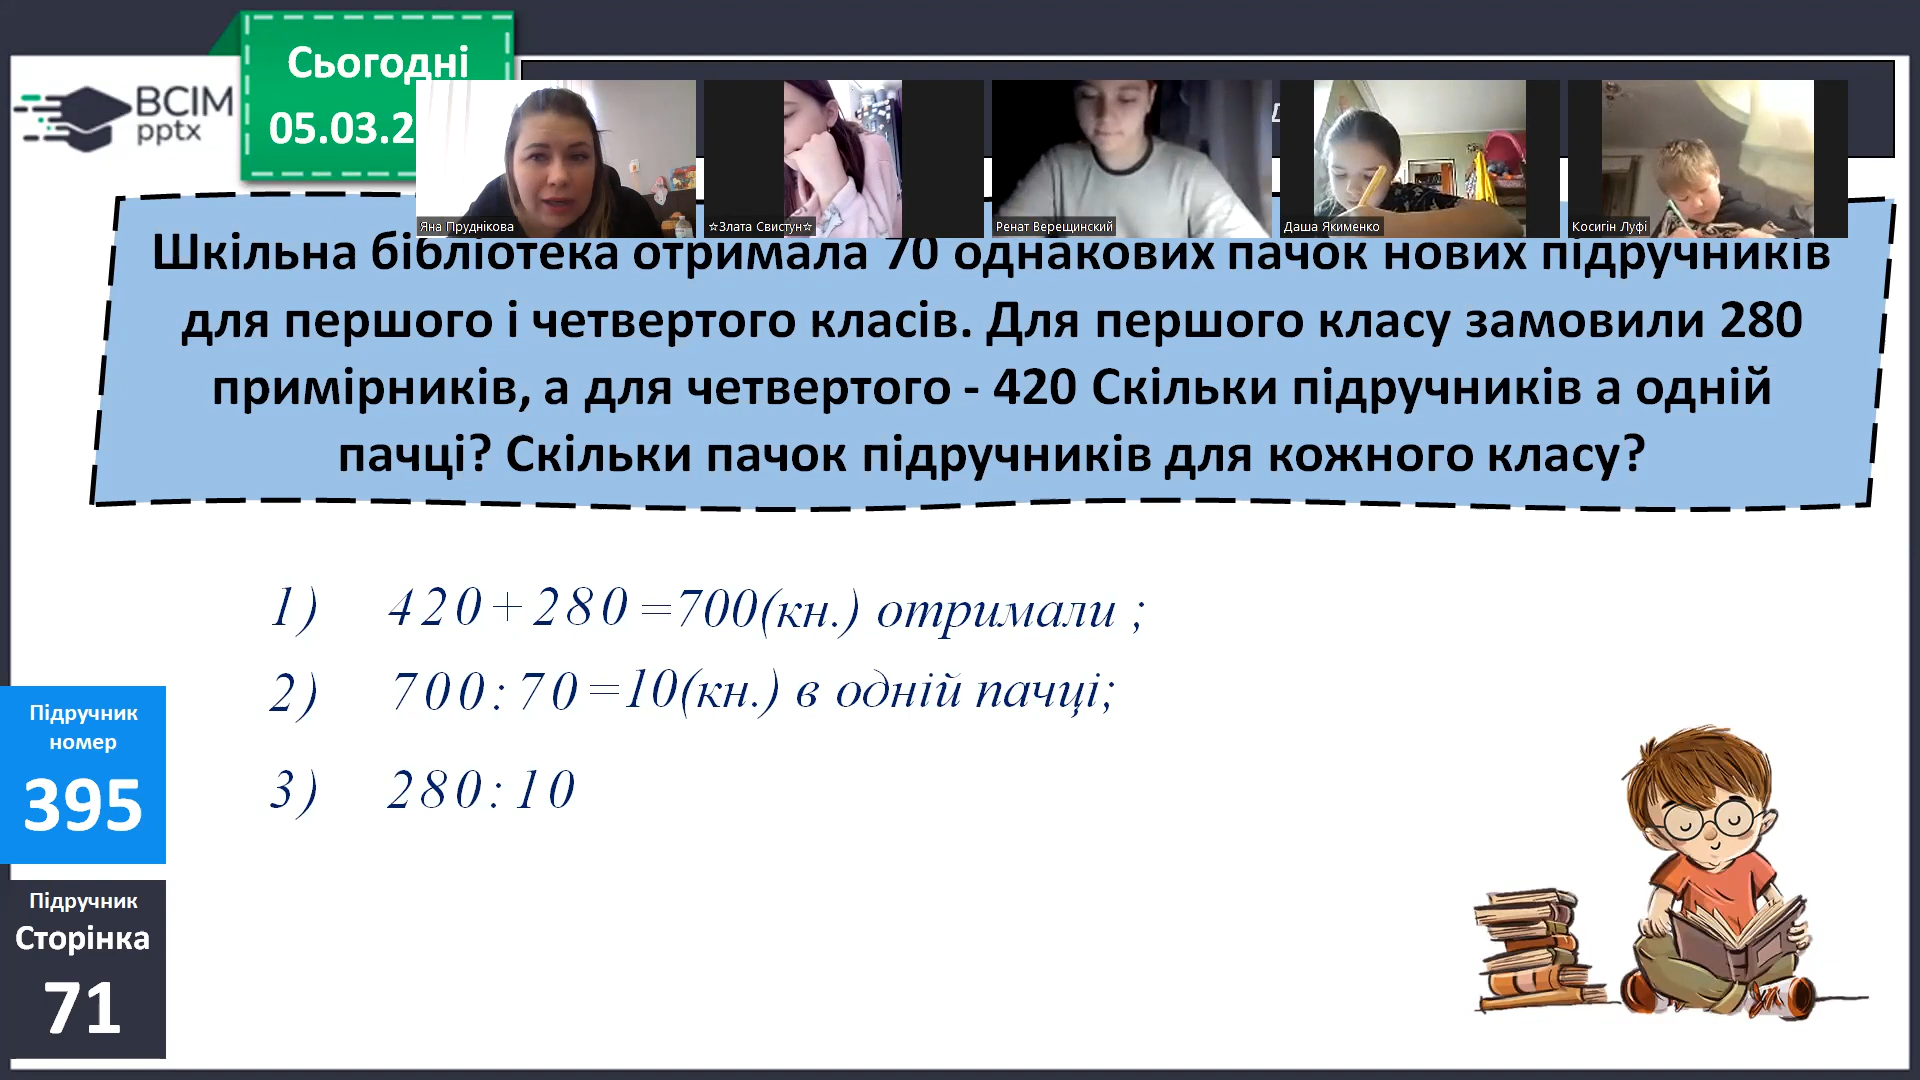 Сьогодні
05.03.2
ВСІМ
pptx
Яна Пруднікова
☆Злата Свистун☆
Ренат Верещинский
Даша Якименко
Косигін Луфі
Шкільна бібліотека отримала 70 однакових пачок нових підручників
для першого і четвертого класів. Для першого класу замовили 280
примірників, а для четвертого - 420 Скільки підручників а одній
пачці? Скільки пачок підручників для кожного класу?
1) 420+280=700(кн.) отримали ;
2) 700:70=10(кн.) в одній пачці;
3) 280:10
Підручник
номер
395
Підручник
Сторінка
71